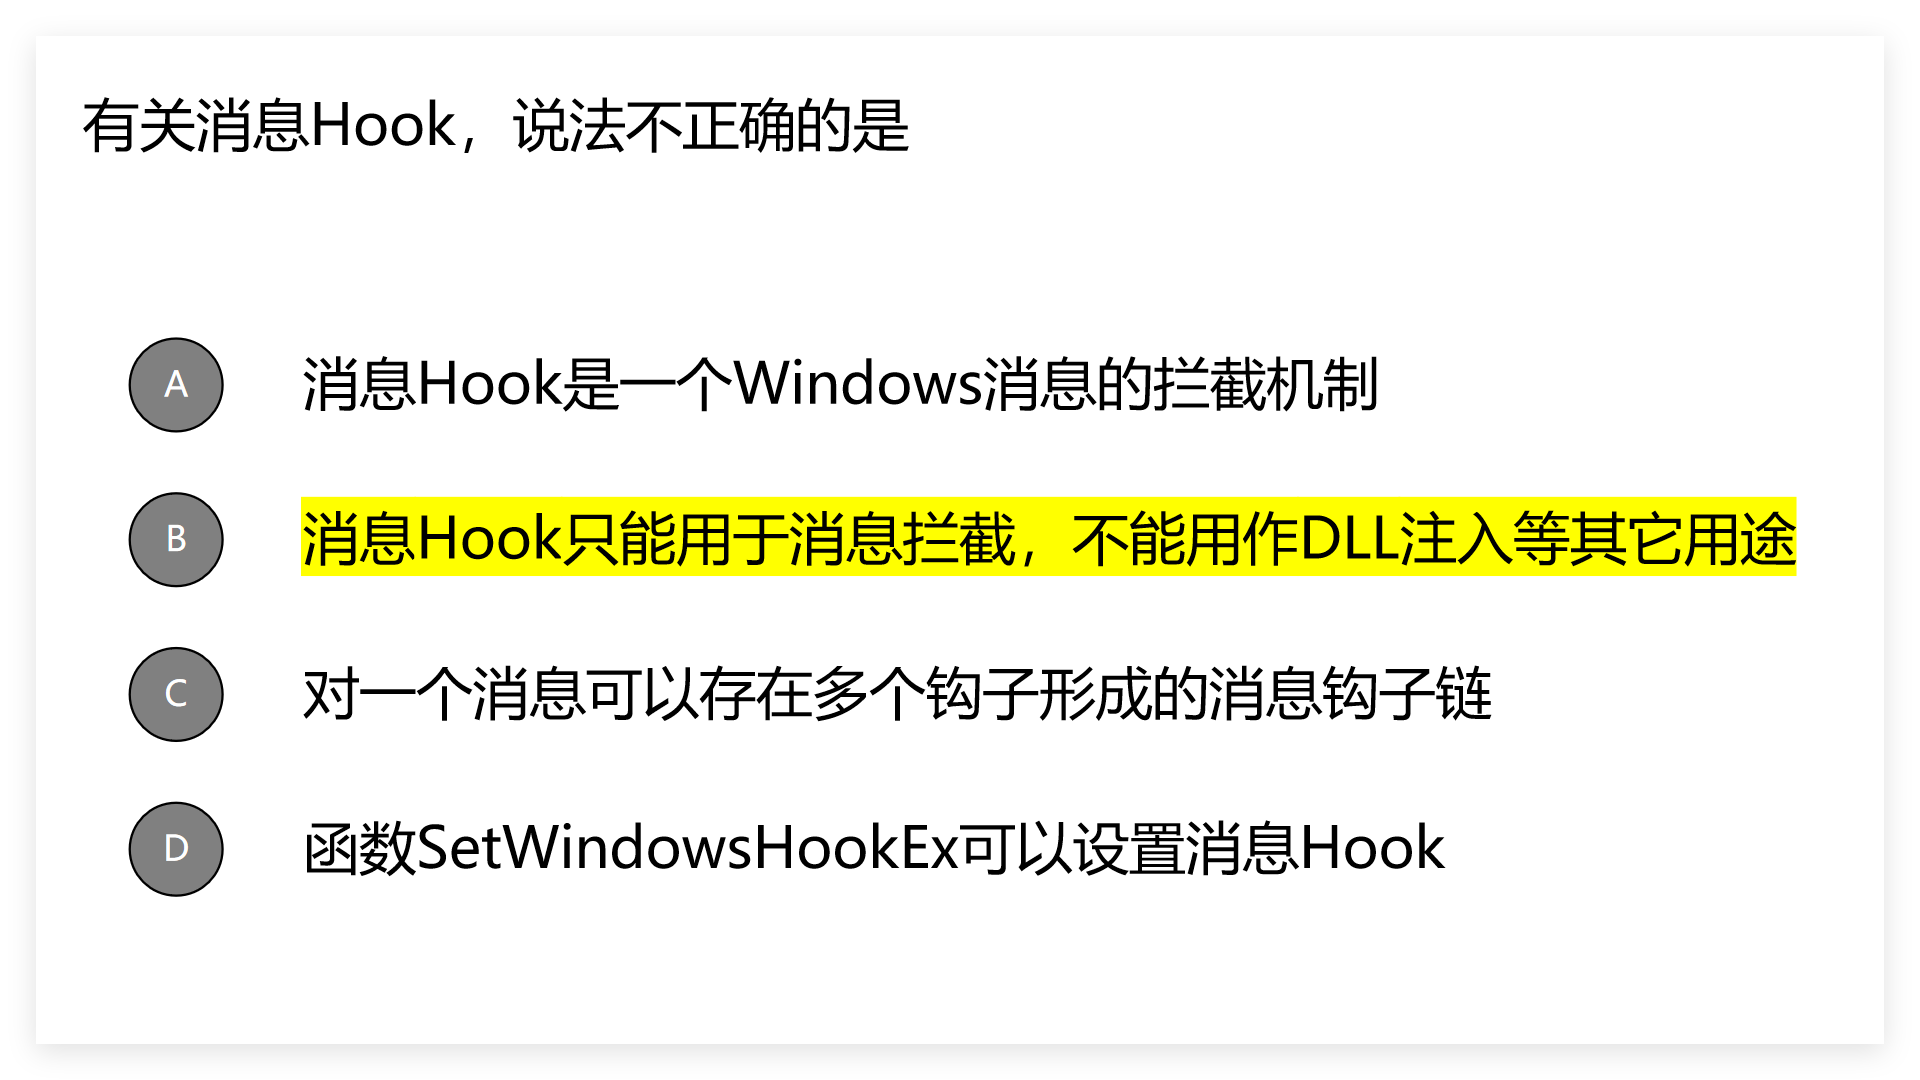 有关消息Hook，说法不正确的是
A 消息Hook是一个Windows消息的拦截机制
B 消息Hook只能用于消息拦截，不能用作DLL注入等其它用途
C 对一个消息可以存在多个钩子形成的消息钩子链
D 函数SetWindowsHookEx可以设置消息Hook